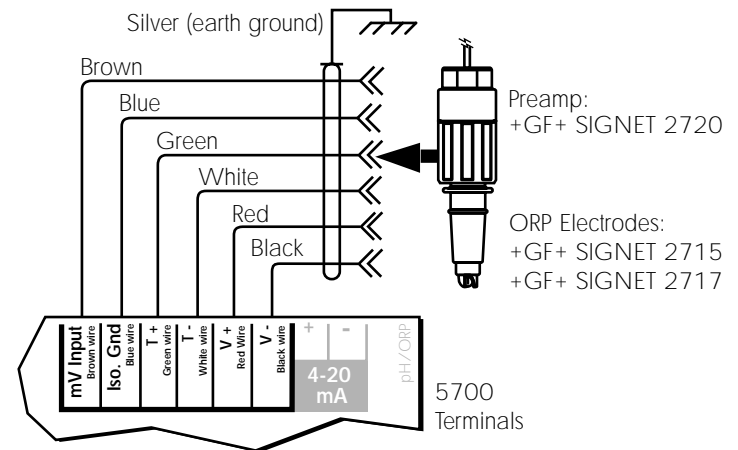 Silver (earth ground)
Brown
Blue
Green
White
Red
Black
Preamp:
+GF+ SIGNET 2720
ORP Electrodes:
+GF+ SIGNET 2715
+GF+ SIGNET 2717
mV Input
Brown wire
Iso. Gnd
Blue wire
T +
Green wire
T -
White wire
V +
Red Wire
V -
Black wire
+
-
4-20
mA
pH/ORP
5700
Terminals